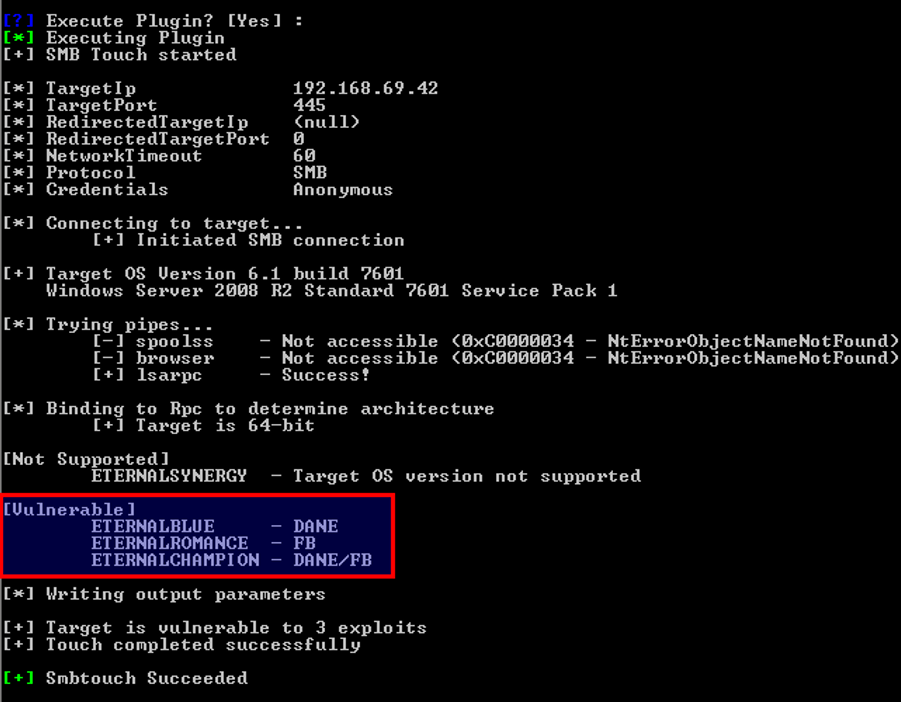 [?] Execute Plugin? [Yes] :
[*] Executing Plugin
[+] SMB Touch started
[*] TargetIp 192.168.69.42
[*] TargetPort 445
[*] RedirectedTargetIp (null)
[*] RedirectedTargetPort 0
[*] NetworkTimeout 60
[*] Protocol SMB
[*] Credentials Anonymous
[*] Connecting to target...
[+] Initiated SMB connection
[+] Target OS Version 6.1 build 7601
Windows Server 2008 R2 Standard 7601 Service Pack 1
[*] Trying pipes...
[-] spoolss - Not accessible (0xC0000034 - NtErrorObjectNameNotFound)
[-] browser - Not accessible (0xC0000034 - NtErrorObjectNameNotFound)
[+] lsarpc - Success!
[*] Binding to Rpc to determine architecture
[+] Target is 64-bit
[Not Supported]
ETERNALSYNERGY - Target OS version not supported
[Vulnerable]
ETERNALBLUE - DANE
ETERNALROMANCE - FB
ETERNALCHAMPION - DANE/FB
[*] Writing output parameters
[+] Target is vulnerable to 3 exploits
[+] Touch completed successfully
[+] Smbtouch Succeeded